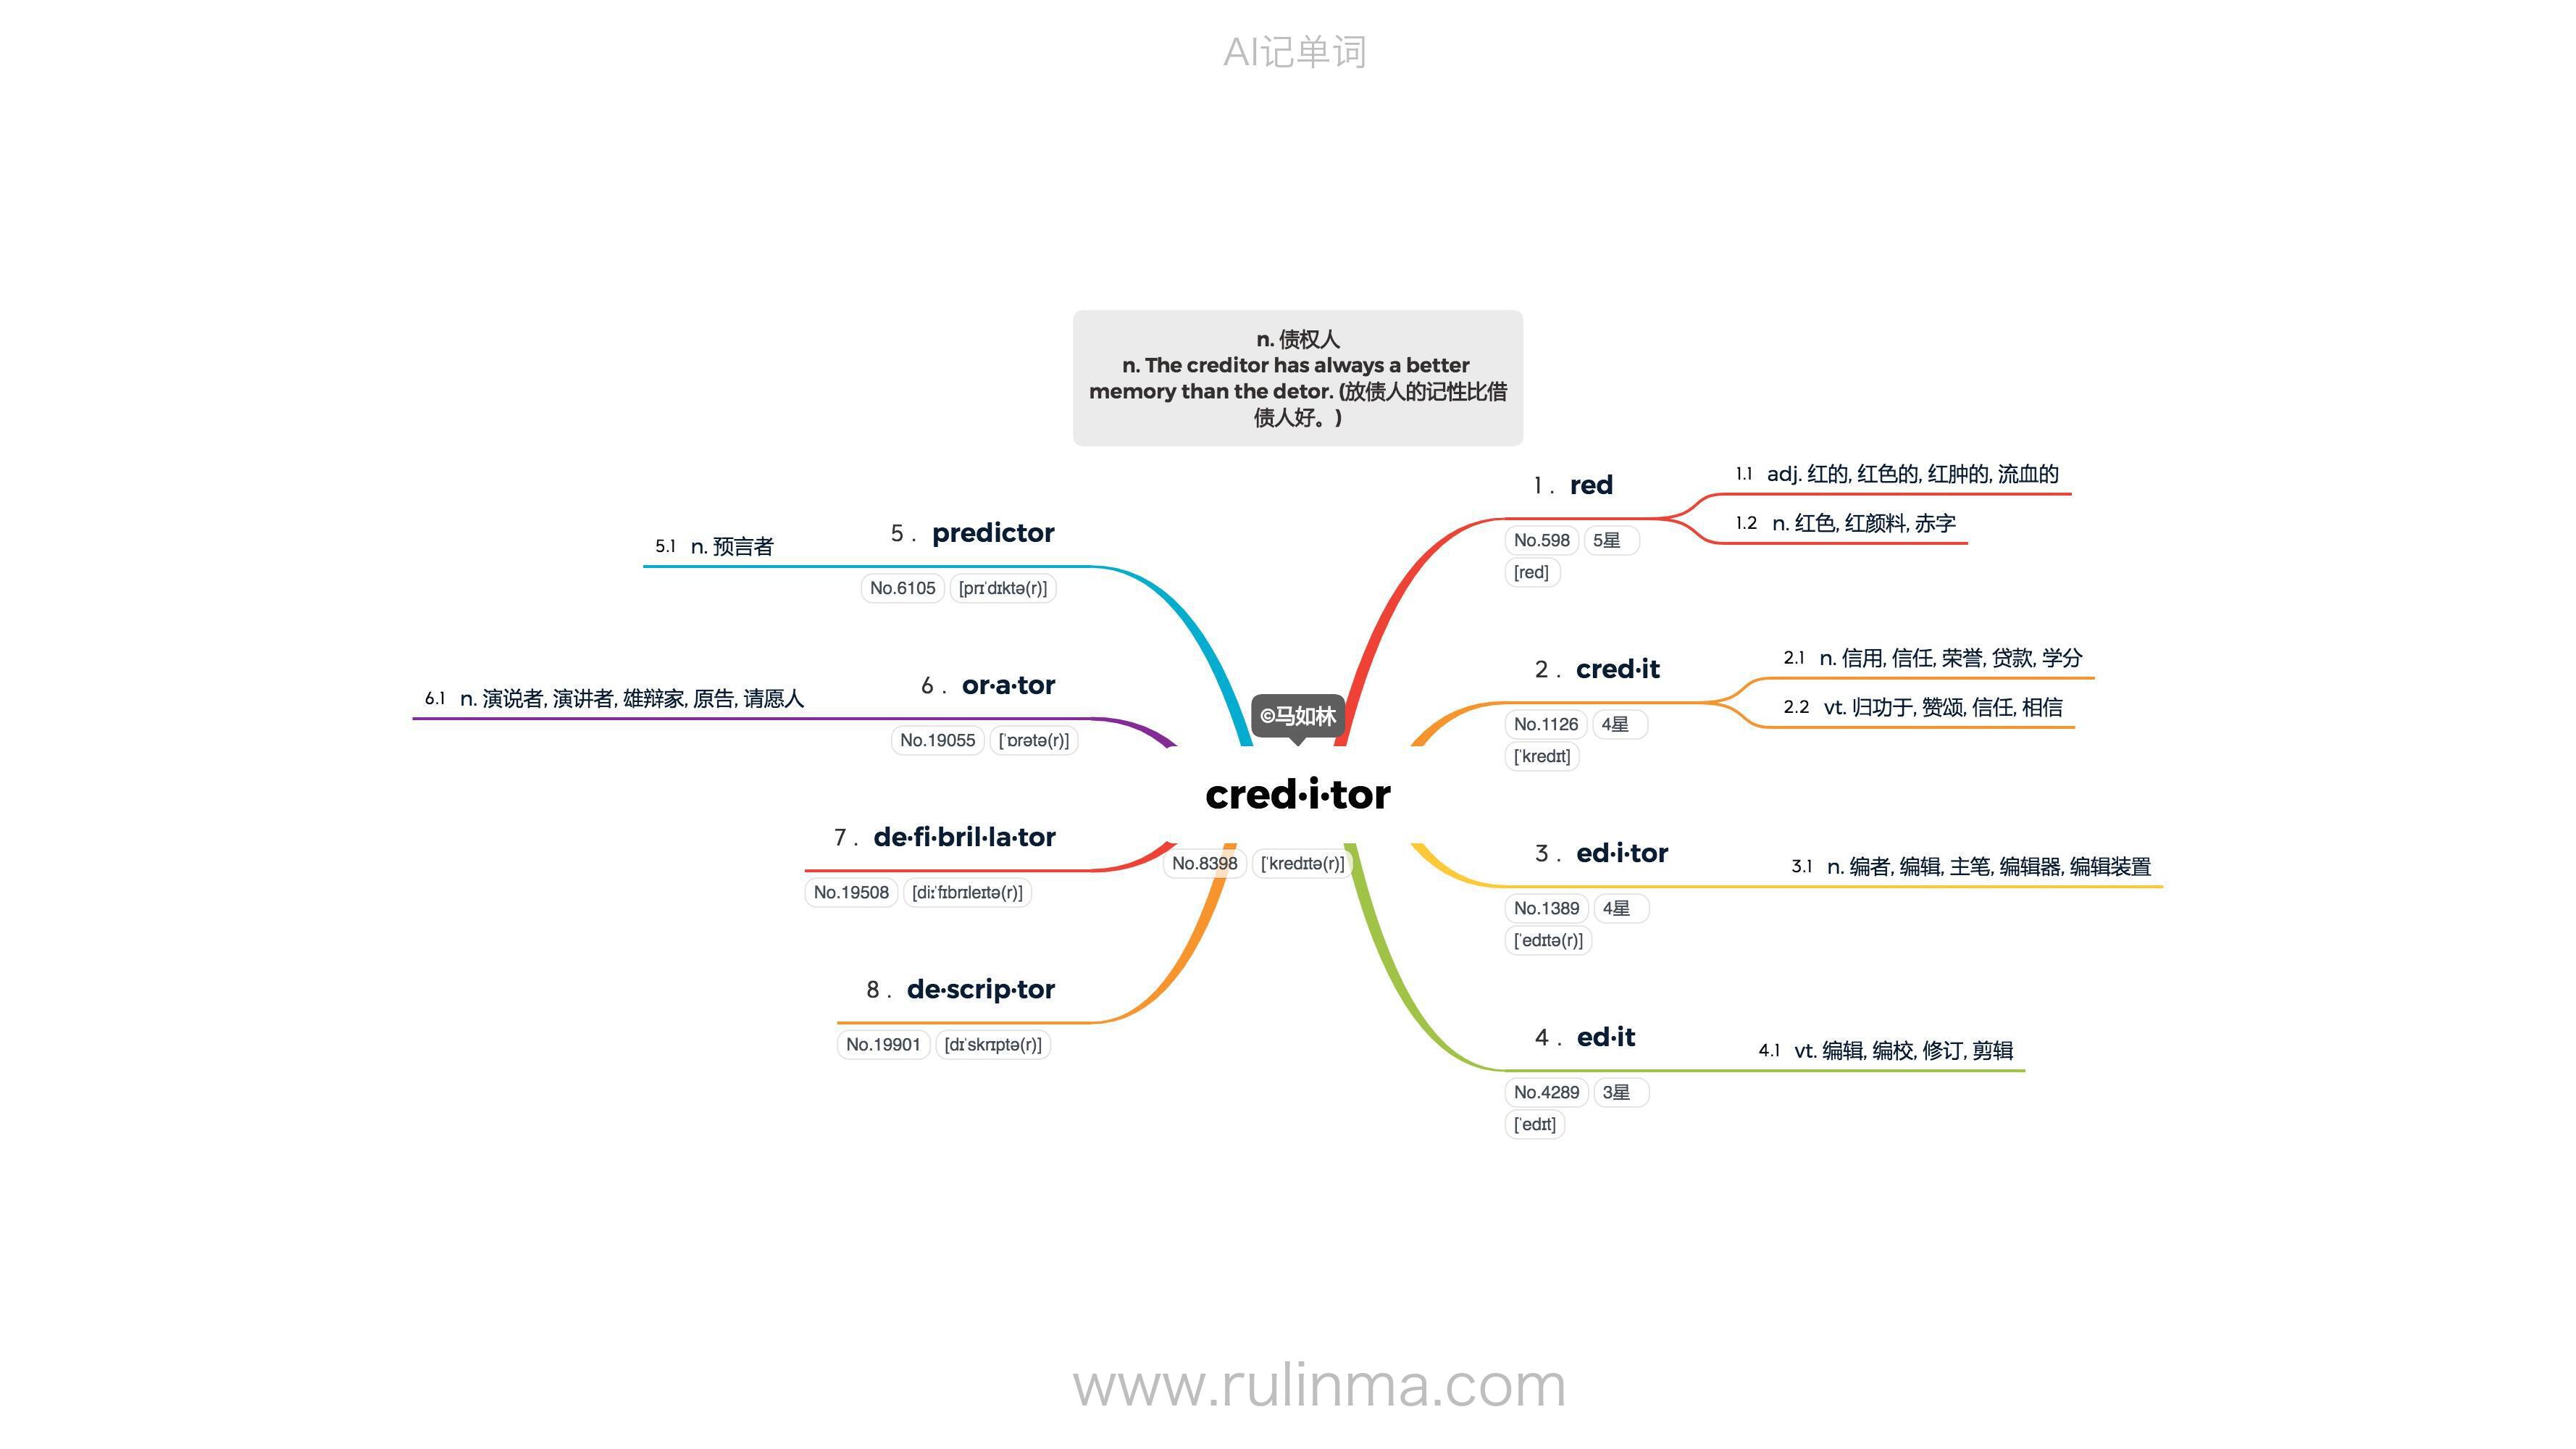 AI记单词
n. 债权人
n. The creditor has always a better
memory than the detor. (放债人的记性比借
债人好。)
1 . red
No.598 5星
[red]
1.1 adj. 红的, 红色的, 红肿的, 流血的
1.2 n. 红色, 红颜料, 赤字
2 . cred·it
No.1126 4星
[ˈkredɪt]
2.1 n. 信用, 信任, 荣誉, 贷款, 学分
2.2 vt. 归功于, 赞颂, 信任, 相信
3 . ed·i·tor
No.1389 4星
[ˈedɪtə(r)]
3.1 n. 编者, 编辑, 主笔, 编辑器, 编辑装置
4 . ed·it
No.4289 3星
[ˈedɪt]
4.1 vt. 编辑, 编校, 修订, 剪辑
5 . predictor
No.6105 [prɪˈdɪktə(r)]
5.1 n. 预言者
6 . or·a·tor
No.19055 [ˈɒrətə(r)]
6.1 n. 演说者, 演讲者, 雄辩家, 原告, 请愿人
7 . de·fi·bril·la·tor
No.19508 [diːˈfɪbrɪleɪtə(r)]
8 . de·scrip·tor
No.19901 [dɪˈskrɪptə(r)]
©马如林
cred·i·tor
No.8398 [ˈkredɪtə(r)]
www.rulinma.com